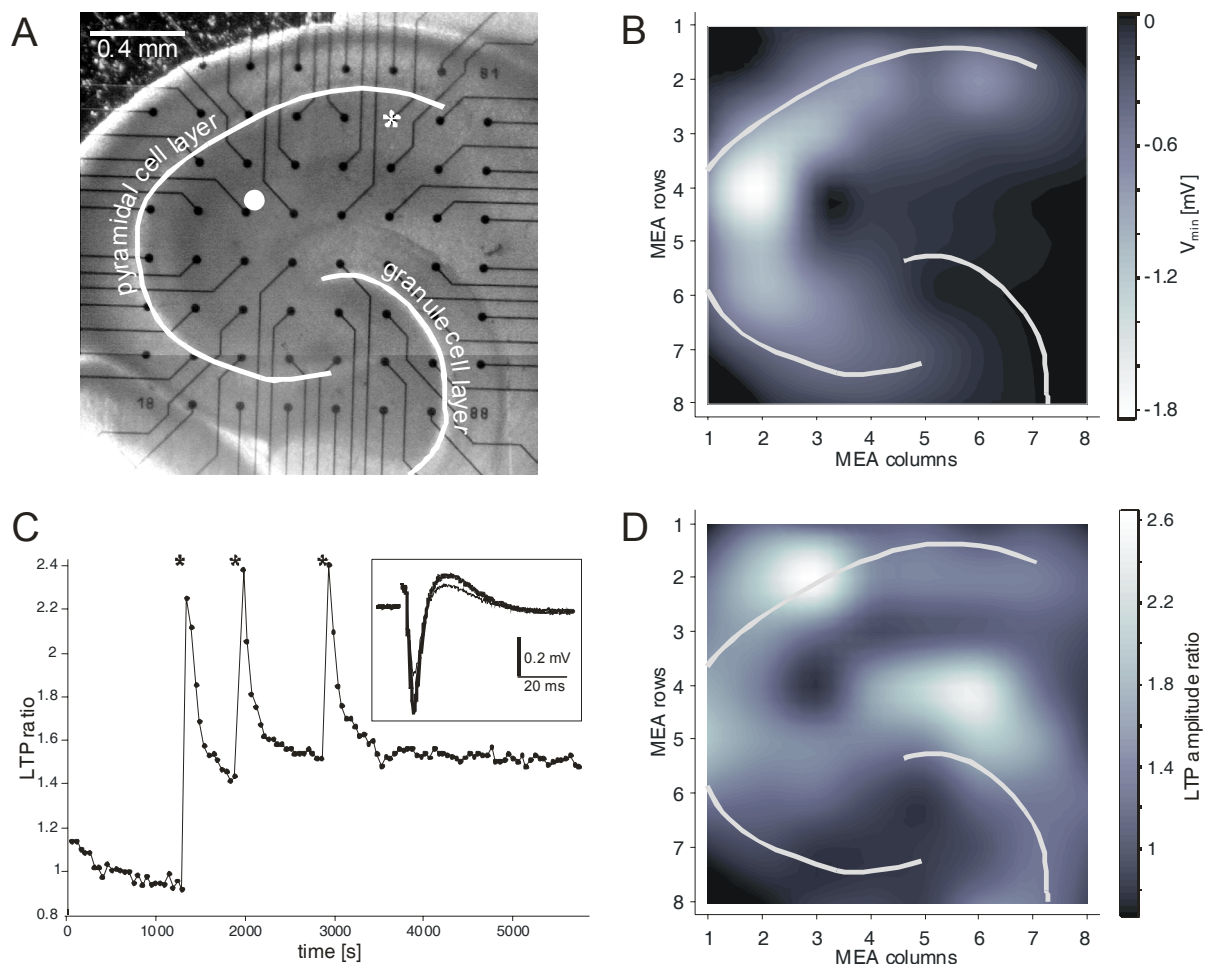 A
0.4 mm
81
*
pyramidal cell layer
granule cell layer
18
88
B
1
2
3
4
5
6
7
8
MEA rows
1 2 3 4 5 6 7 8
MEA columns
0
-0.6
-1.2
-1.8
Vmin [mV]
C
* * *
2.4
2.2
2
1.8
1.6
1.4
1.2
1
0.8
LTP ratio
0 1000 2000 3000 4000 5000
time [s]
0.2 mV
20 ms
D
1
2
3
4
5
6
7
8
MEA rows
1 2 3 4 5 6 7 8
MEA columns
2.6
2.2
1.8
1.4
1
LTP amplitude ratio